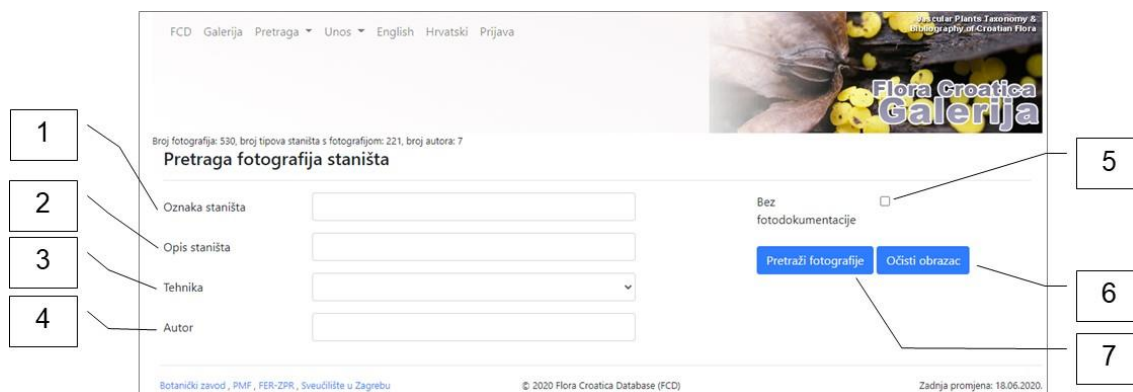 FCD Galerija Pretraga Unos English Hrvatski Prijava
Vascular Plants Taxonomy &
Bibliography of Croatian Flora
Flora Croatica
Galerija
Broj fotografija: 530, broj tipova staništa s fotografijom: 221, broj autora: 7
Pretraga fotografija staništa
1
2
3
4
Oznaka staništa
Opis staništa
Tehnika
Autor
Bez
fotodokumentacije
Pretraži fotografije Očisti obrazac
5
6
7
Botanički zavod , PMF , FER-ZPR , Sveučilište u Zagrebu
© 2020 Flora Croatica Database (FCD)
Zadnja promjena: 18.06.2020.